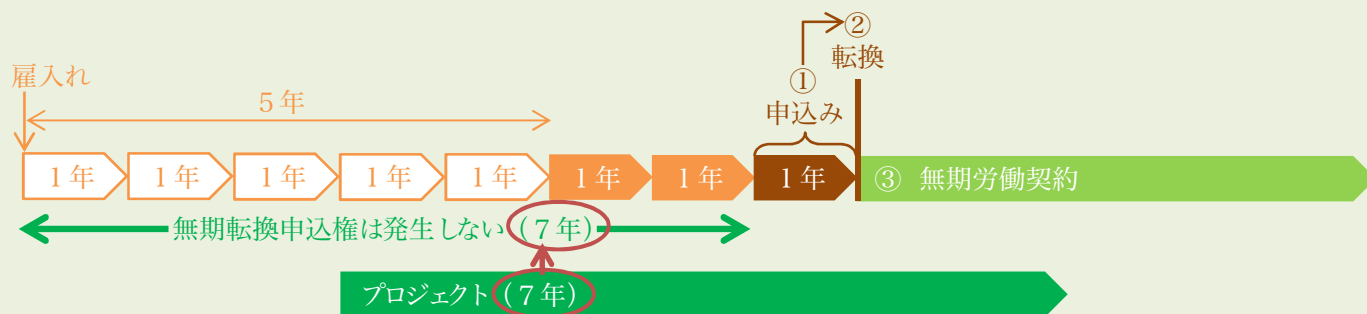 ②
転換
雇入れ
①
5年
申込み
1年 1年 1年 1年 1年 1年 1年 1年 ③ 無期労働契約
無期転換申込権は発生しない(7年)
プロジェクト(7年)